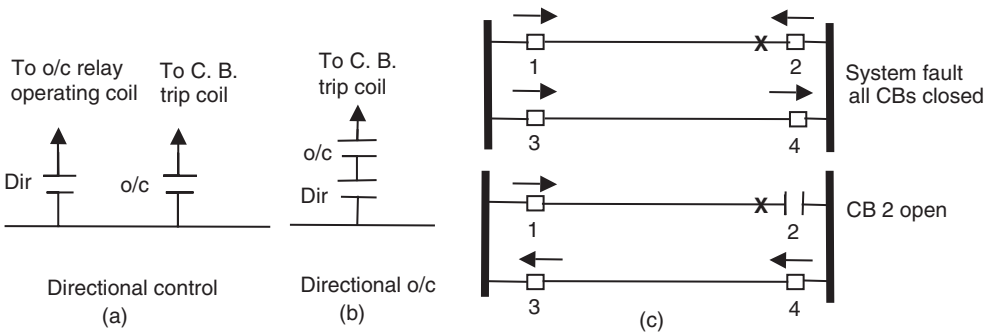 To o/c relay
operating coil
To C. B.
trip coil
Dir
o/c
Directional control
(a)
To C. B.
trip coil
o/c
Dir
Directional o/c
(b)
1
X
2
3
4
System fault
all CBs closed
1
X
2
3
4
CB 2 open
(c)